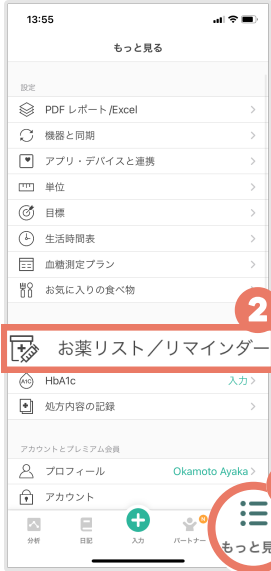 13:55
もっと見る
設定
PDF レポート/Excel
機器と同期
アプリ・デバイスと連携
単位
目標
生活時間表
血糖測定プラン
お気に入りの食べ物
2
お薬リスト／リマインダー
A1C HbA1c 入力
処方内容の記録
アカウントとプレミアム会員
プロフィール Okamoto Ayaka
アカウント
分析 日記 入力 パートナー もっと見